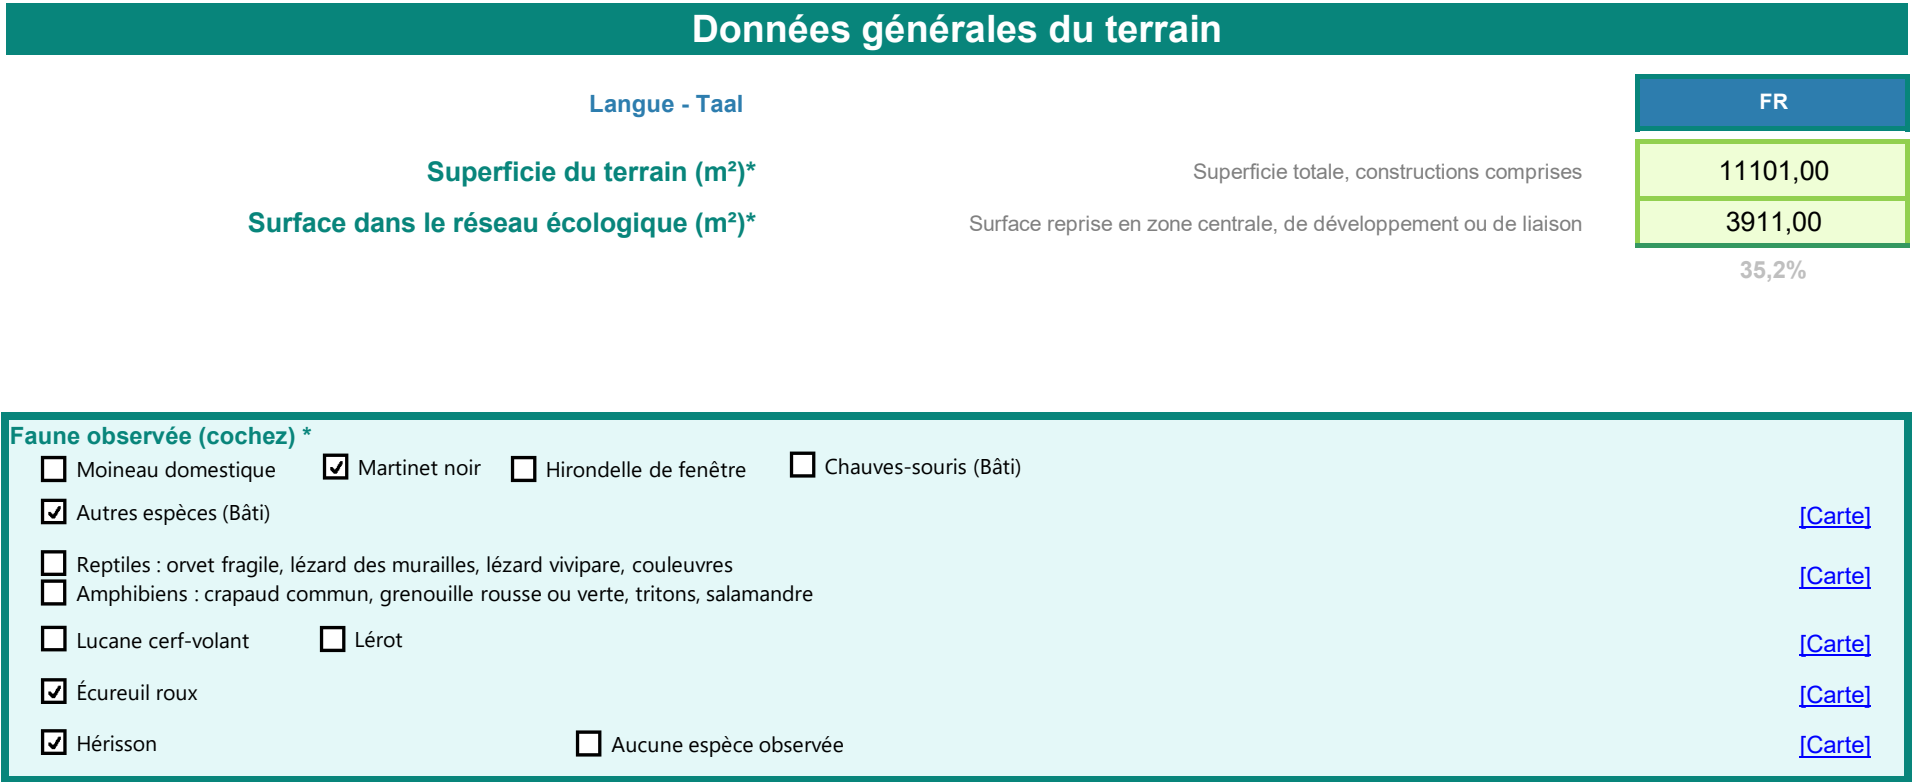 Données générales du terrain
Langue - Taal FR
Superficie du terrain (m²)* Superficie totale, constructions comprises 11101,00
Surface dans le réseau écologique (m²)* Surface reprise en zone centrale, de développement ou de liaison 3911,00
35,2%
Faune observée (cochez) *
Moineau domestique Martinet noir Hirondelle de fenêtre Chauves-souris (Bâti)
Autres espèces (Bâti) [Carte]
Reptiles : orvet fragile, lézard des murailles, lézard vivipare, couleuvres
[Carte]
Amphibiens : crapaud commun, grenouille rousse ou verte, tritons, salamandre
Lucane cerf-volant Lérot [Carte]
Écureuil roux [Carte]
Hérisson Aucune espèce observée [Carte]